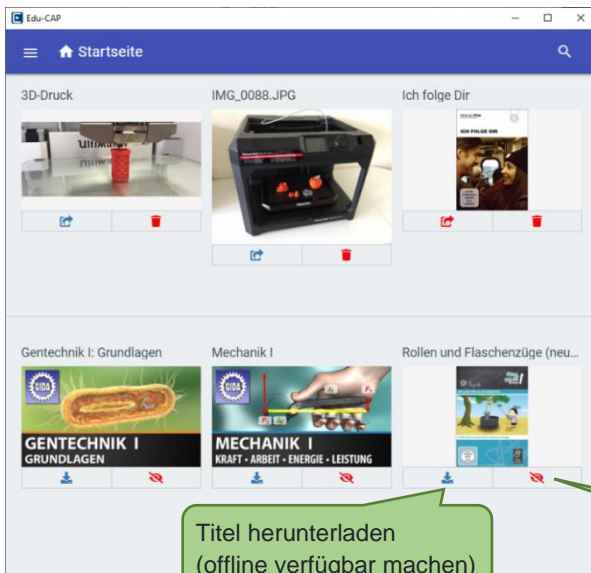 Edu-CAP
Startseite
3D-Druck
IMG_0088.JPG
Ich folge Dir
ICH FOLGE DIR
Gentechnik I: Grundlagen
Mechanik I
Rollen und Flaschenzüge (neu...
GIDA
GENTECHNIK I
GRUNDLAGEN
GIDA
MECHANIK I
KRAFT • ARBEIT • ENERGIE • LEISTUNG
Titel herunterladen
(offline verfügbar machen)